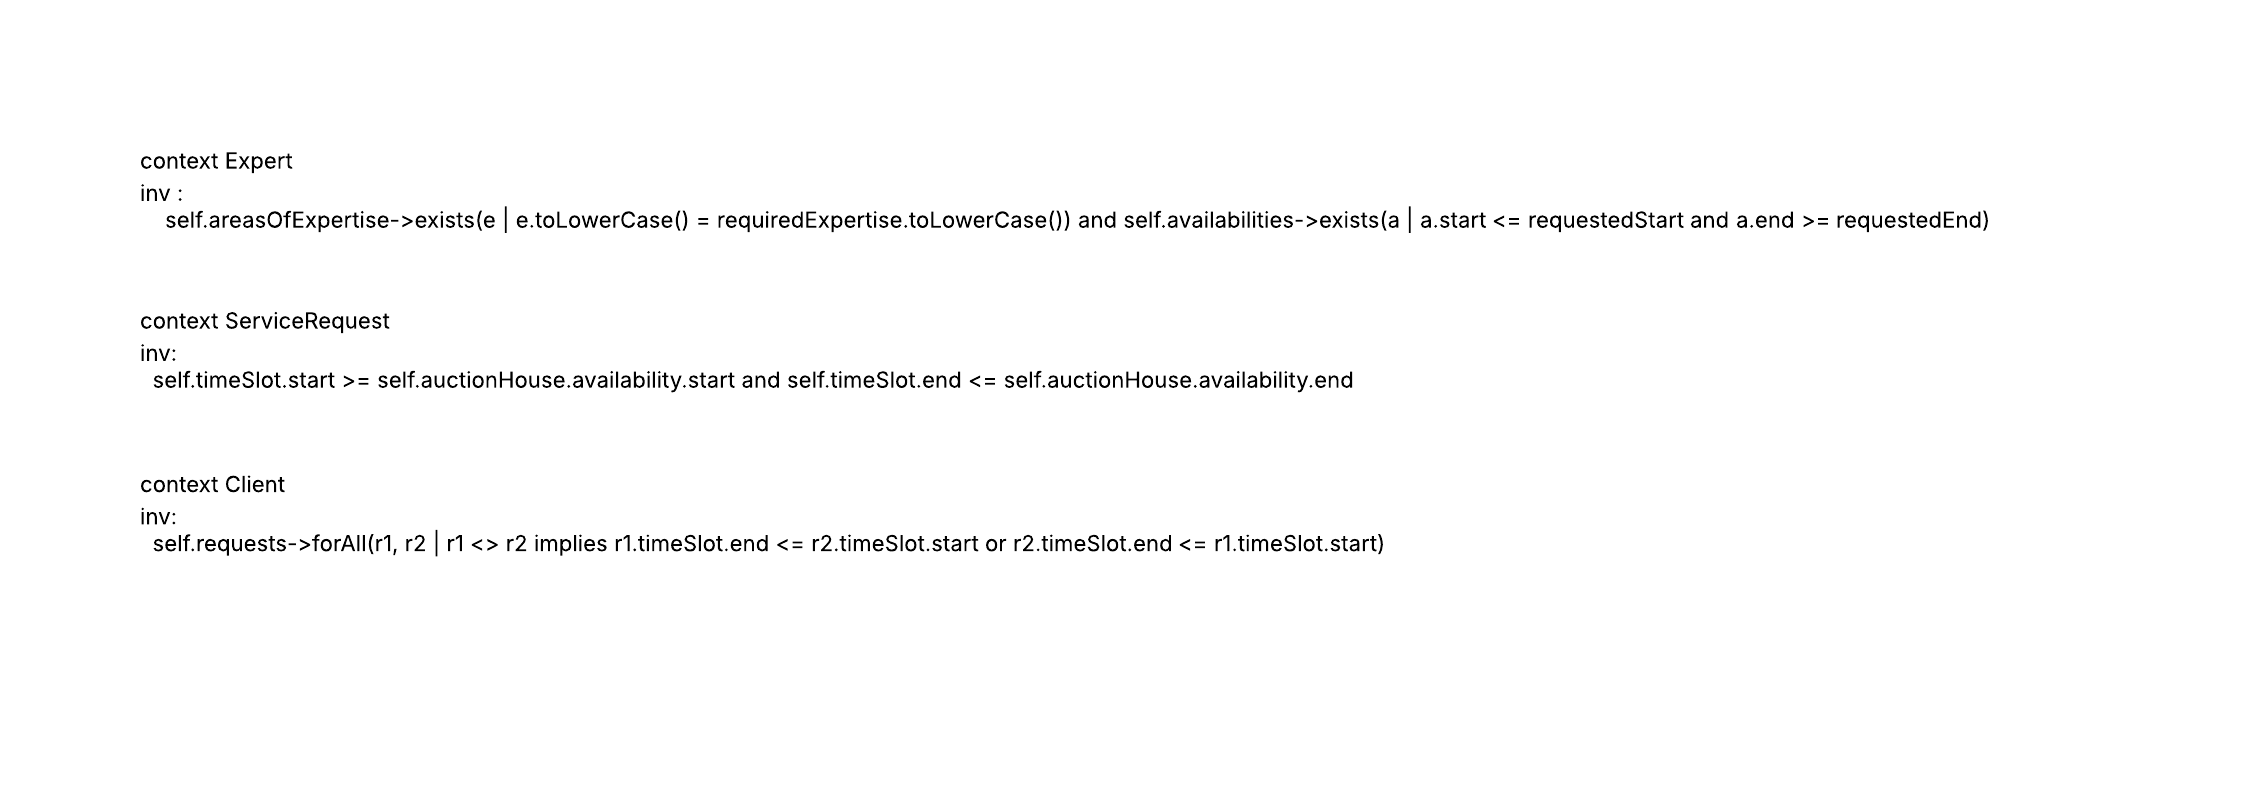 context Expert
inv :
self.areasOfExpertise->exists(e | e.toLowerCase() = requiredExpertise.toLowerCase()) and self.availabilities->exists(a | a.start <= requestedStart and a.end >= requestedEnd)
context ServiceRequest
inv:
self.timeSlot.start >= self.auctionHouse.availability.start and self.timeSlot.end <= self.auctionHouse.availability.end
context Client
inv:
self.requests->forAll(r1, r2 | r1 <> r2 implies r1.timeSlot.end <= r2.timeSlot.start or r2.timeSlot.end <= r1.timeSlot.start)